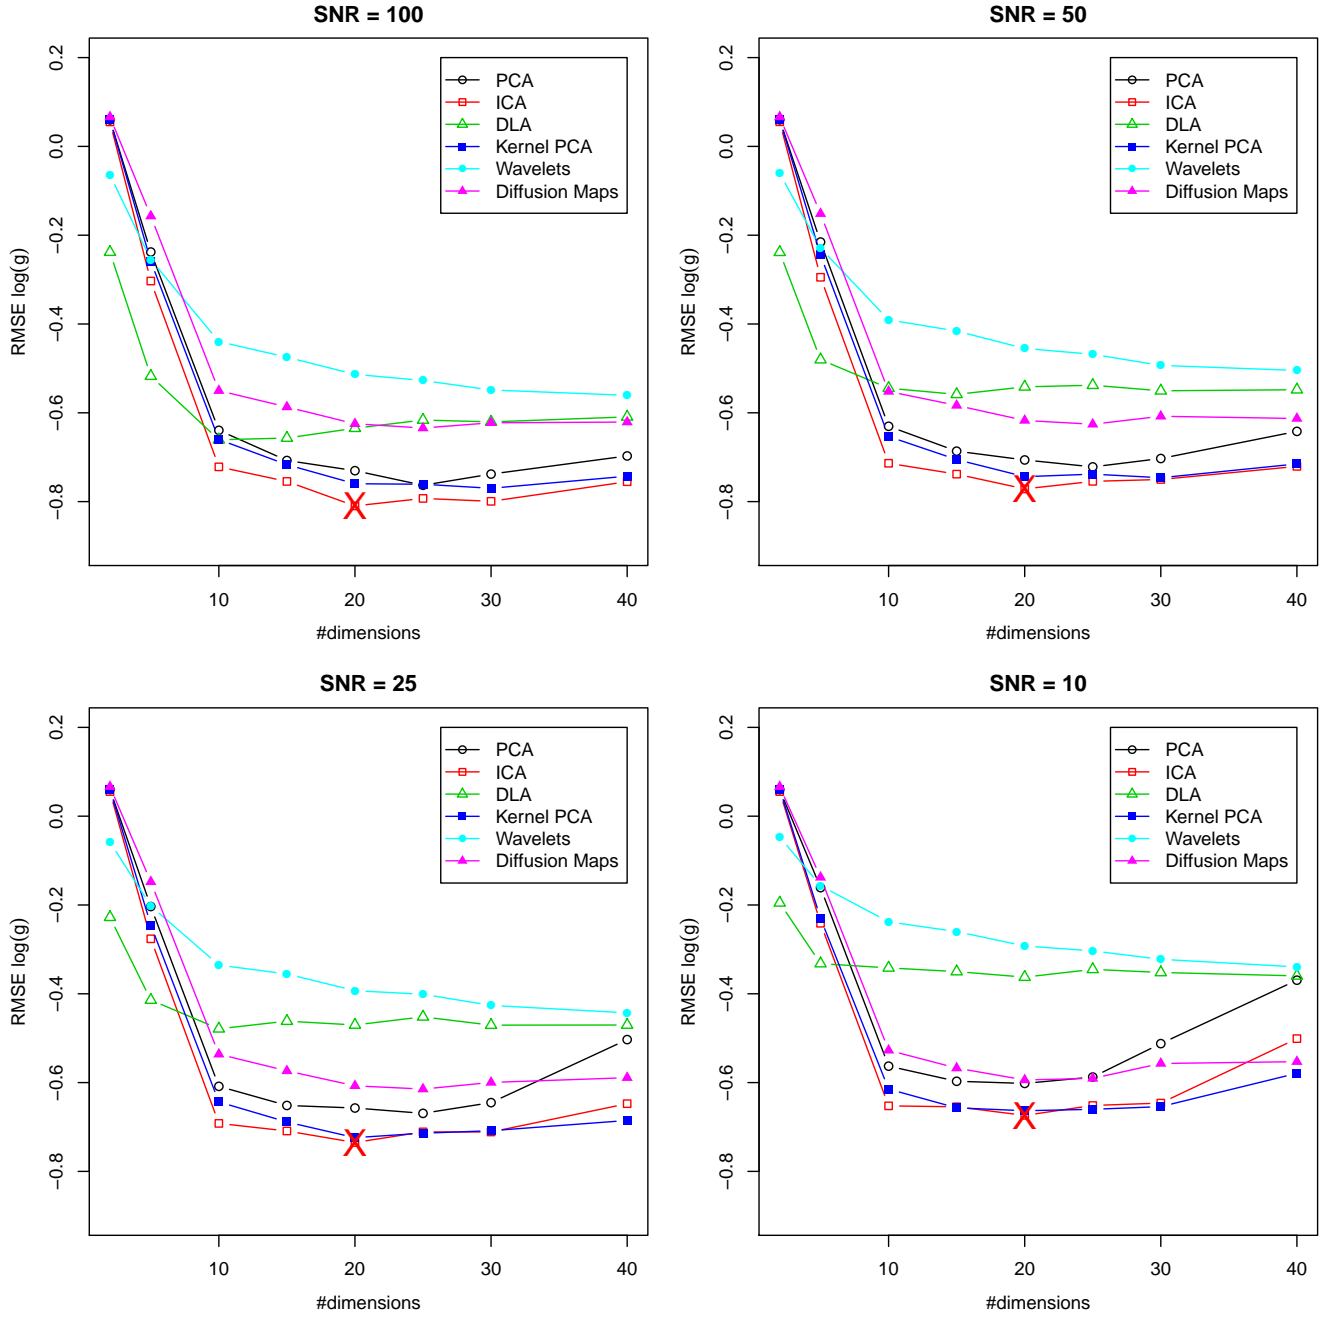 SNR = 100
0.2
0.0
−0.2
−0.4
−0.6
−0.8
RMSE log(g)
PCA
ICA
DLA
Kernel PCA
Wavelets
Diffusion Maps
10 20 30 40
#dimensions
SNR = 50
0.2
0.0
−0.2
−0.4
−0.6
−0.8
RMSE log(g)
PCA
ICA
DLA
Kernel PCA
Wavelets
Diffusion Maps
10 20 30 40
#dimensions
SNR = 25
0.2
0.0
−0.2
−0.4
−0.6
−0.8
RMSE log(g)
PCA
ICA
DLA
Kernel PCA
Wavelets
Diffusion Maps
10 20 30 40
#dimensions
SNR = 10
0.2
0.0
−0.2
−0.4
−0.6
−0.8
RMSE log(g)
PCA
ICA
DLA
Kernel PCA
Wavelets
Diffusion Maps
10 20 30 40
#dimensions